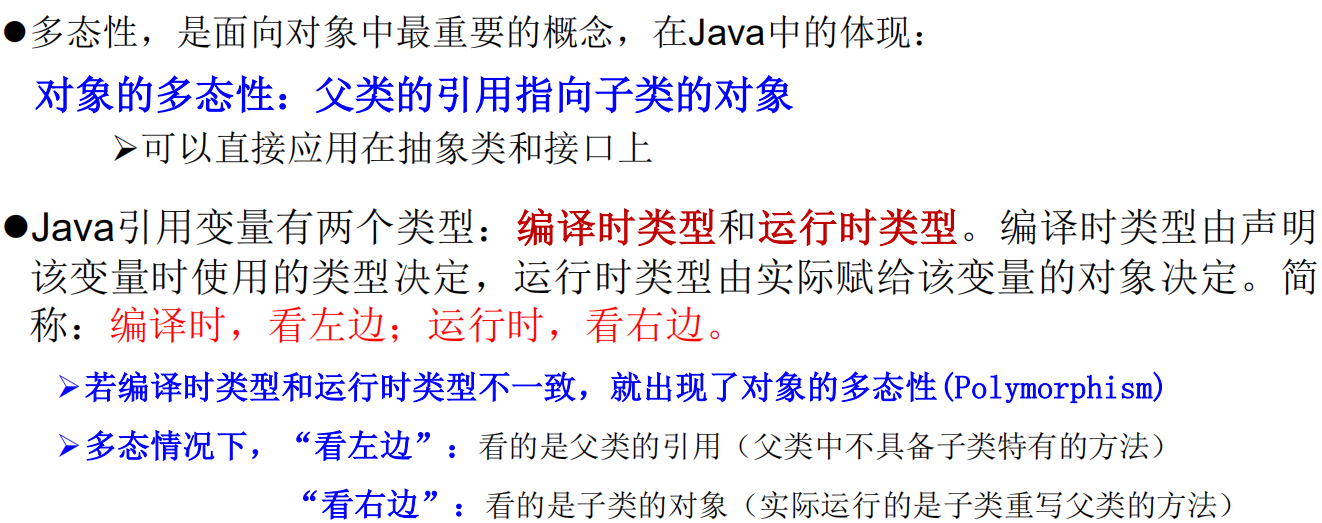 ●多态性，是面向对象中最重要的概念，在Java中的体现：
对象的多态性：父类的引用指向子类的对象
➢可以直接应用在抽象类和接口上
●Java引用变量有两个类型：编译时类型和运行时类型。编译时类型由声明
该变量时使用的类型决定，运行时类型由实际赋给该变量的对象决定。简
称：编译时，看左边；运行时，看右边。
➢若编译时类型和运行时类型不一致，就出现了对象的多态性(Polymorphism)
➢多态情况下，“看左边”：看的是父类的引用（父类中不具备子类特有的方法）
“看右边”：看的是子类的对象（实际运行的是子类重写父类的方法）